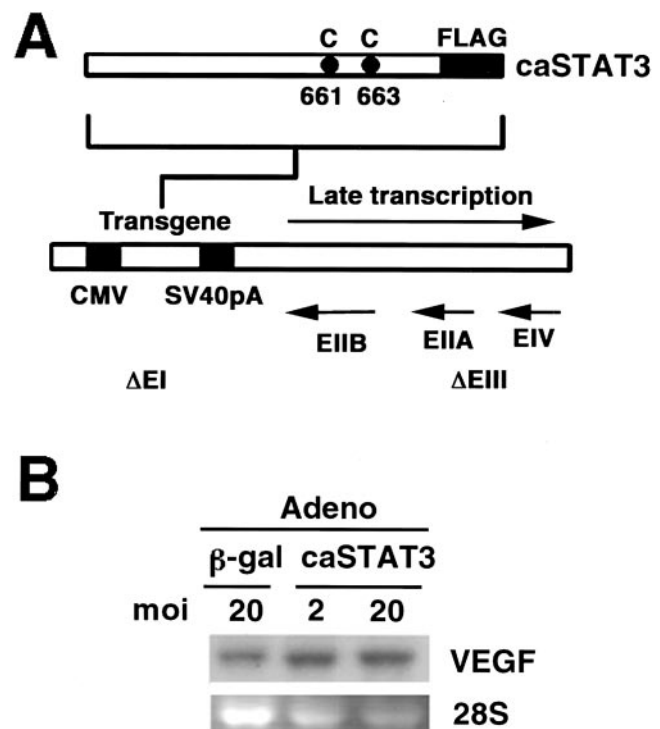 A
C C FLAG
caSTAT3
661 663
Late transcription
Transgene
CMV SV40pA
EIIB EIIA EIV
ΔEI ΔEIII
B
Adeno
β-gal caSTAT3
moi 20 2 20
VEGF
28S